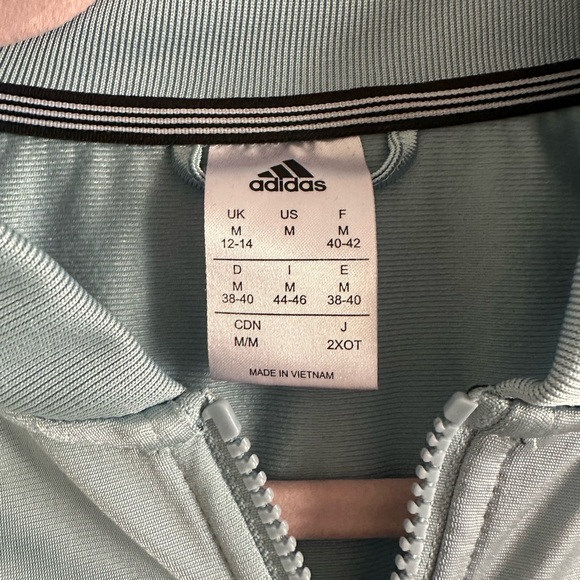 adidas
UK US F
M M M
12-14 40-42
D I E
M M M
38-40 44-46 38-40
CDN J
M/M 2XOT
MADE IN VIETNAM